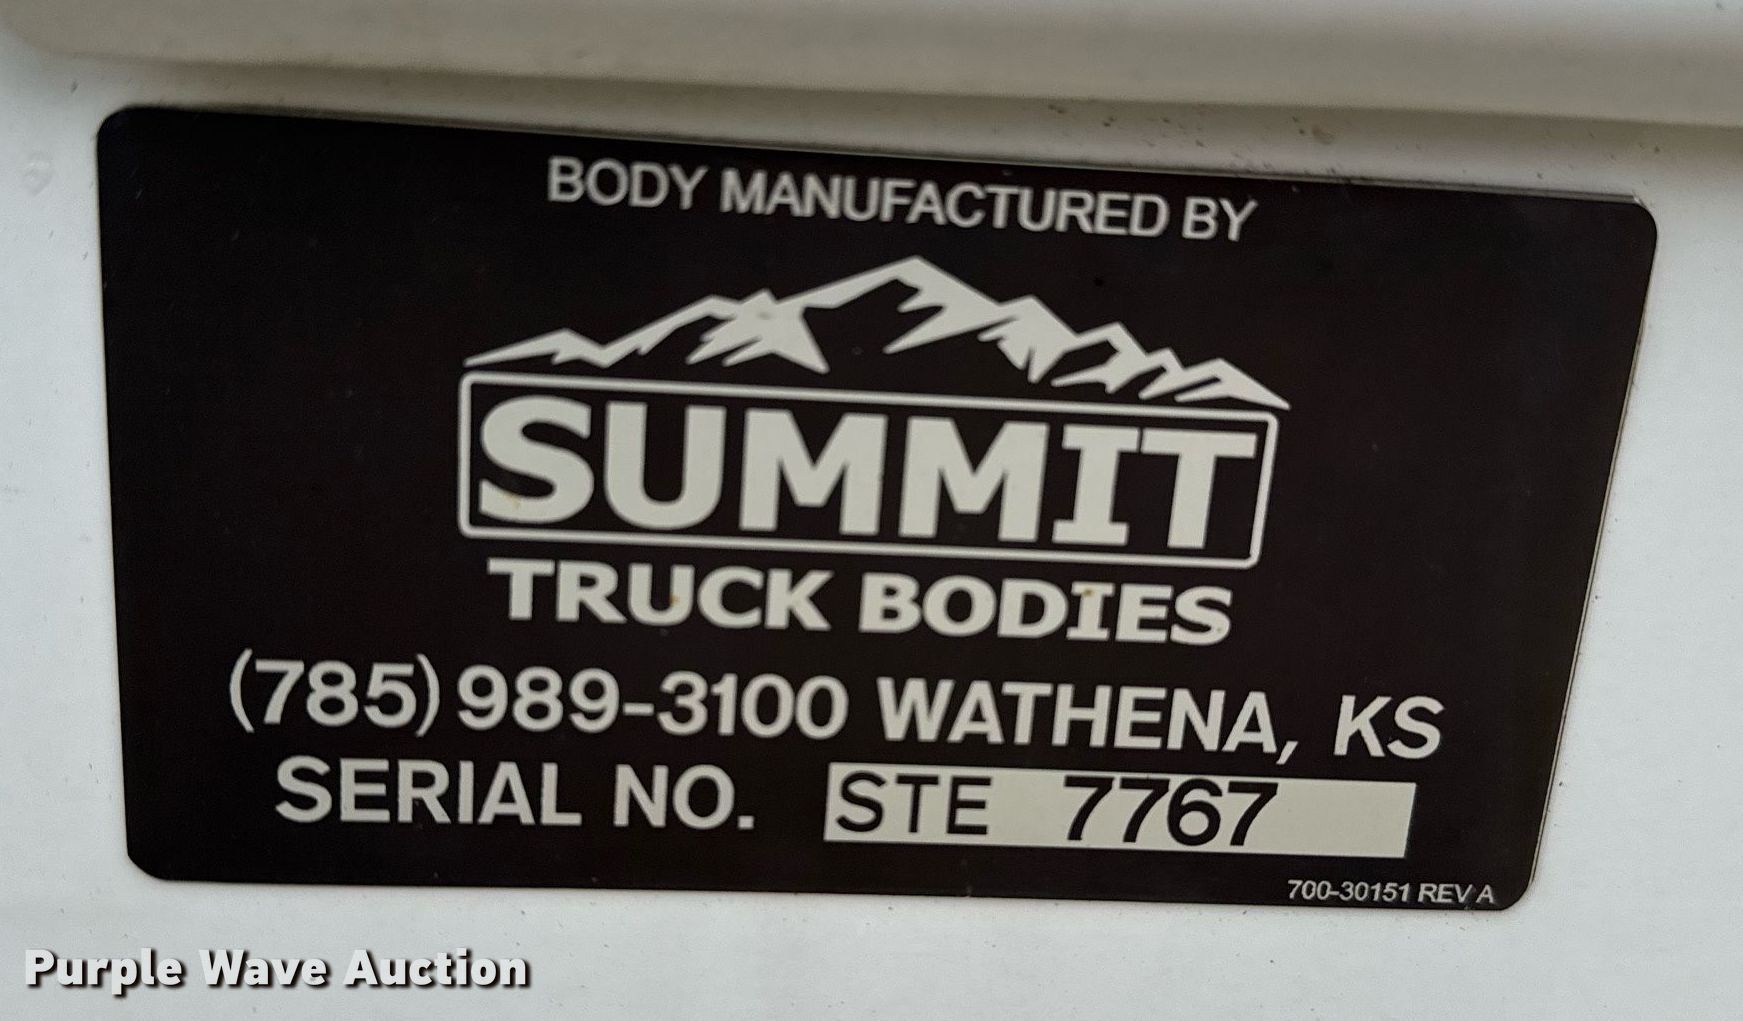 BODY MANUFACTURED BY
SUMMIT
TRUCK BODIES
(785) 989-3100 WATHENA, KS
SERIAL NO. STE 7767
700-30151 REV A
Purple Wave Auction